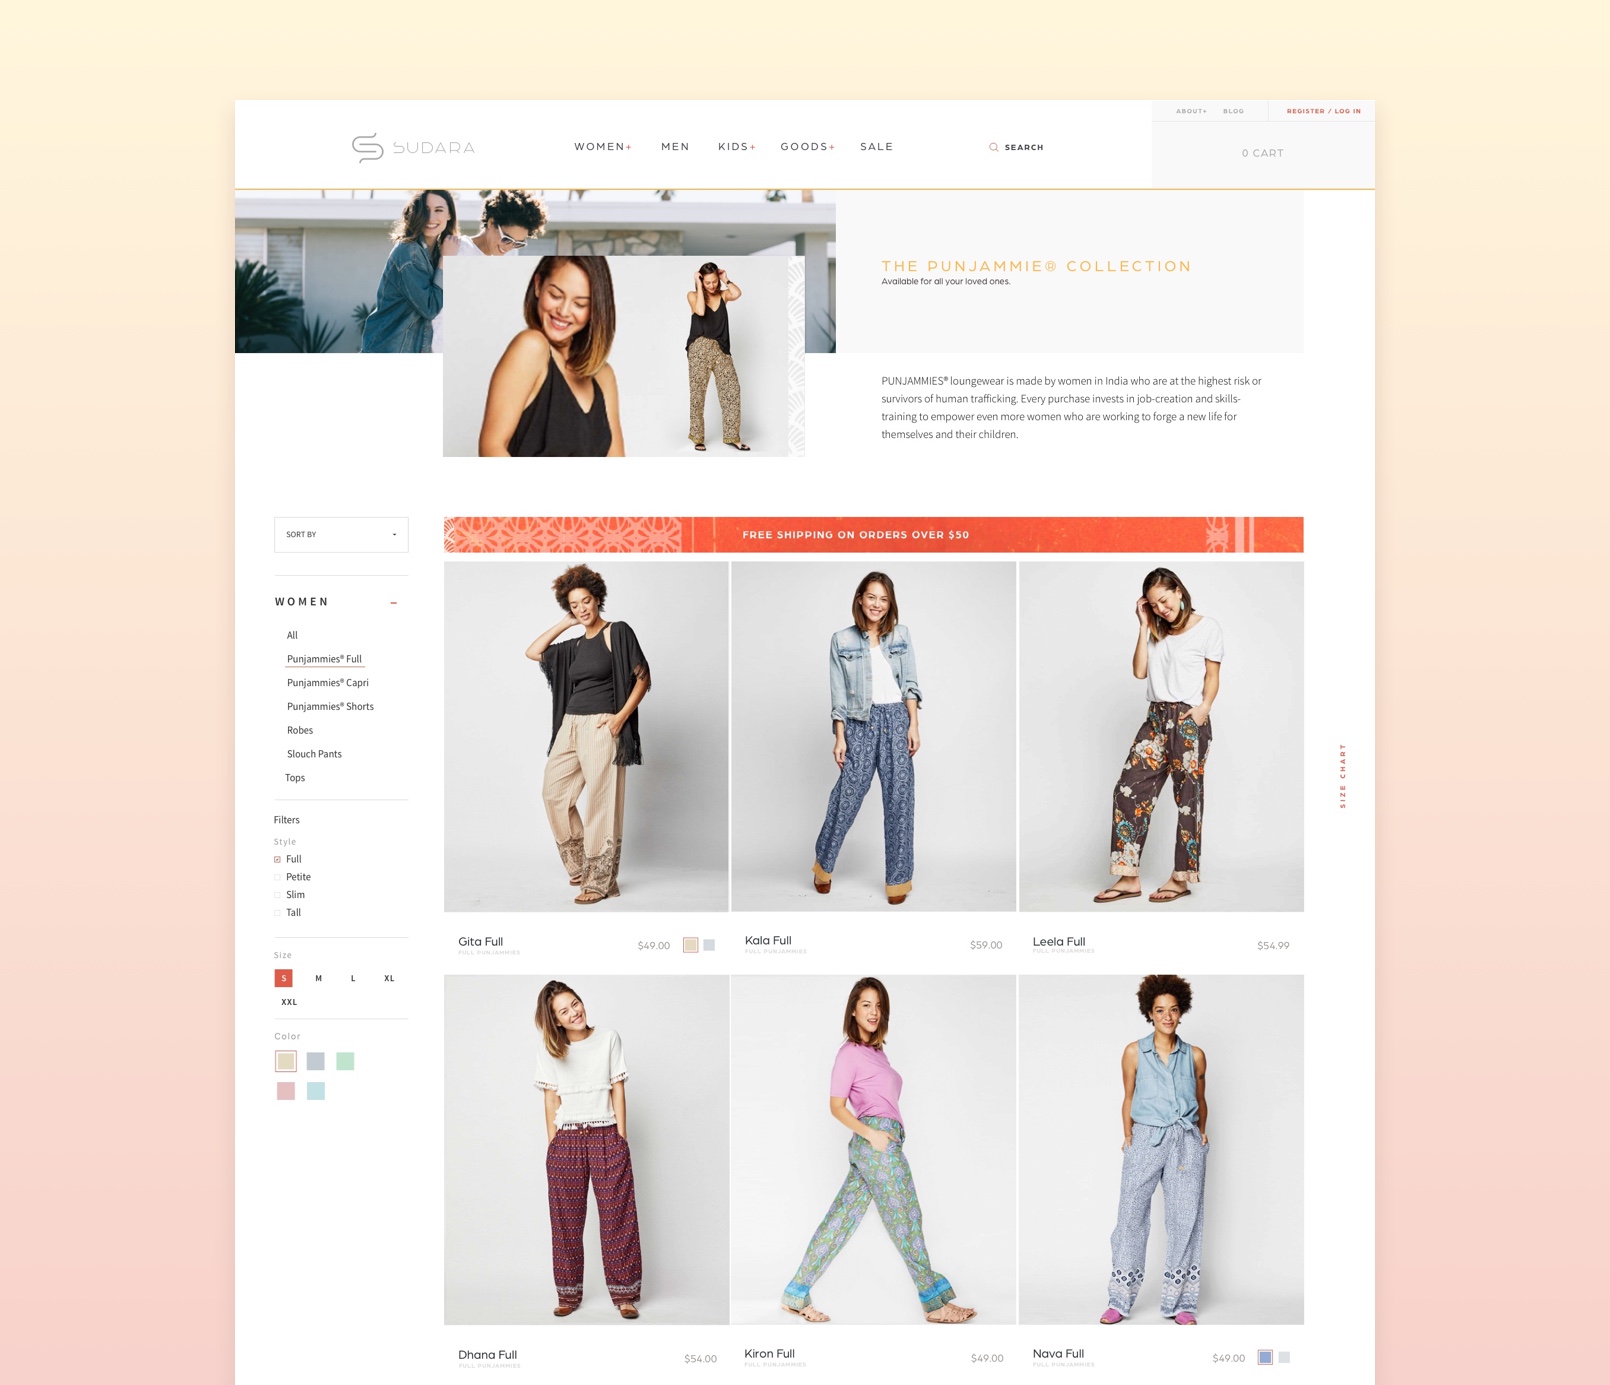 ABOUT+
BLOG
REGISTER / LOG IN
SUDARA
WOMEN+
MEN
KIDS+
GOODS+
SALE
SEARCH
0 CART
THE PUNJAMMIE® COLLECTION
Available for all your loved ones.
PUNJAMMIES® loungewear is made by women in India who are at the highest risk or
survivors of human trafficking. Every purchase invests in job-creation and skills-
training to empower even more women who are working to forge a new life for
themselves and their children.
SORT BY
FREE SHIPPING ON ORDERS OVER $50
WOMEN
All
Punjammies® Full
Punjammies® Capri
Punjammies® Shorts
Robes
Slouch Pants
Tops
Filters
Style
Full
Petite
Slim
Tall
Size
S
M
L
XL
XXL
Color
SIZE CHART
Gita Full
FULL PUNJAMMIES
$49.00
Kala Full
FULL PUNJAMMIES
$59.00
Leela Full
FULL PUNJAMMIES
$54.99
Dhana Full
FULL PUNJAMMIES
$54.00
Kiron Full
FULL PUNJAMMIES
$49.00
Nava Full
FULL PUNJAMMIES
$49.00